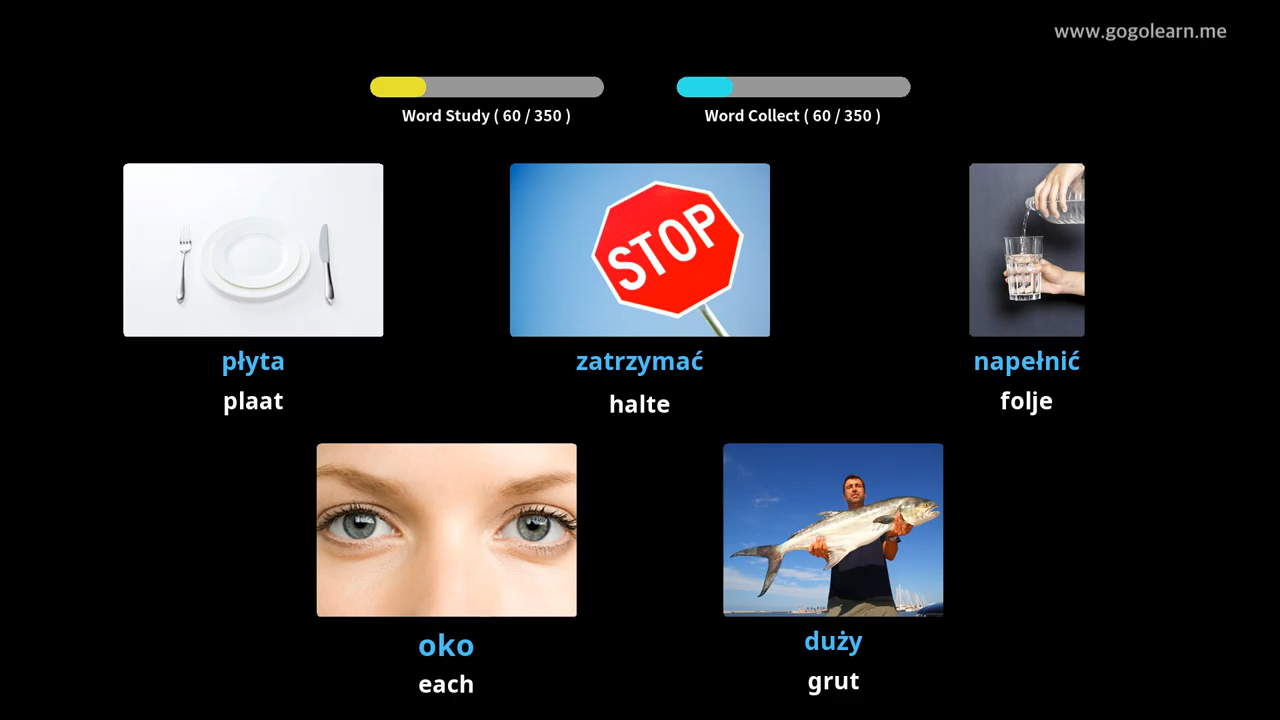 www.gogolearn.me
Word Study ( 60 / 350 )
Word Collect ( 60 / 350 )
STOP
płyta
plaat
zatrzymać
halte
napełnić
folje
oko
each
duży
grut